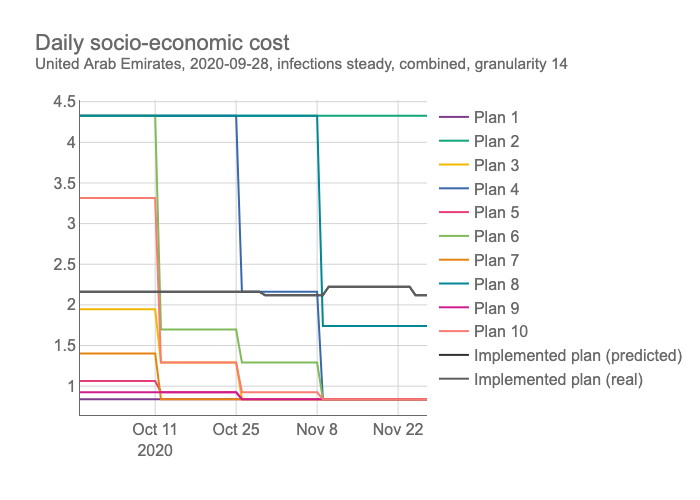 Daily socio-economic cost
United Arab Emirates, 2020-09-28, infections steady, combined, granularity 14
4.5
4
3.5
3
2.5
2
1.5
1
Oct 11
2020
Oct 25
Nov 8
Nov 22
Plan 1
Plan 2
Plan 3
Plan 4
Plan 5
Plan 6
Plan 7
Plan 8
Plan 9
Plan 10
Implemented plan (predicted)
Implemented plan (real)